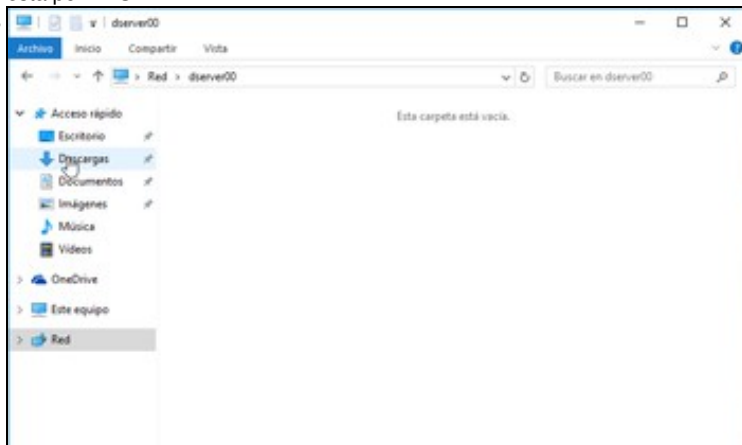 dserver00
Archivo Inicio Compartir Vista
Red > dserver00 Buscar en dserver00
Acceso rápido
Esta carpeta está vacía.
Escritorio
Descargas
Documentos
Imágenes
Música
Vídeos
OneDrive
Este equipo
Red